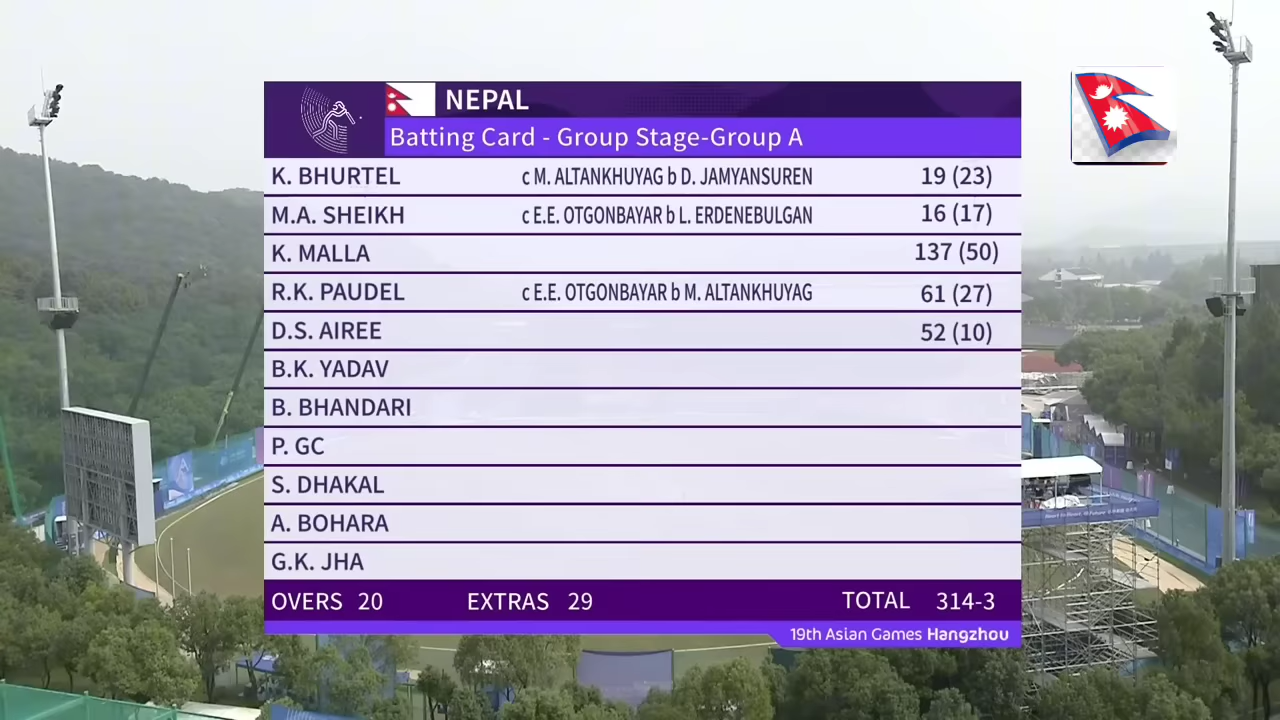 NEPAL
Batting Card - Group Stage-Group A
K. BHURTEL c M. ALTANKHUYAG b D. JAMYANSUREN 19 (23)
M.A. SHEIKH c E.E. OTGONBAYAR b L. ERDENEBULGAN 16 (17)
K. MALLA 137 (50)
R.K. PAUDEL c E.E. OTGONBAYAR b M. ALTANKHUYAG 61 (27)
D.S. AIREE 52 (10)
B.K. YADAV
B. BHANDARI
P. GC
S. DHAKAL
A. BOHARA
G.K. JHA
OVERS 20 EXTRAS 29 TOTAL 314-3
19th Asian Games Hangzhou